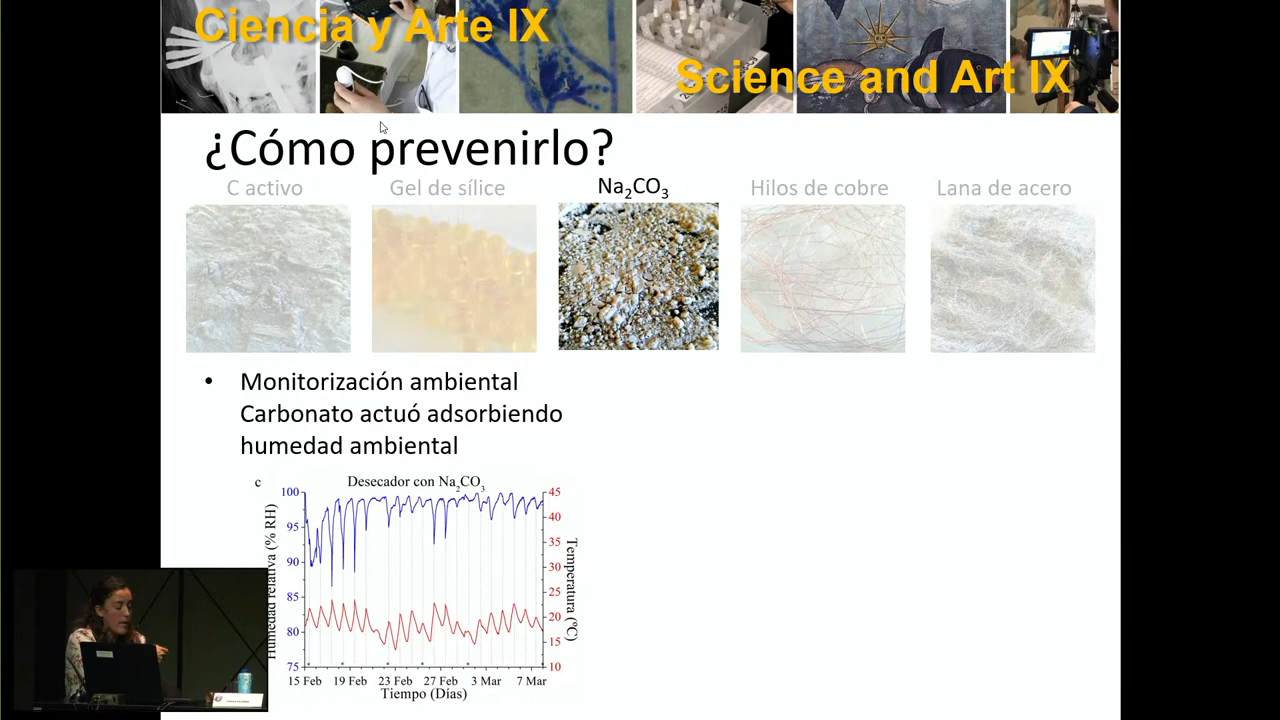 Ciencia y Arte IX
Science and Art IX
¿Cómo prevenirlo?
C activo
Gel de sílice
Na₂CO₃
Hilos de cobre
Lana de acero
• Monitorización ambiental
Carbonato actuó adsorbiendo
humedad ambiental
c
Desecador con Na₂CO₃
Humedad relativa (% RH)
100
95
90
85
80
75
45
40
35
30
25
20
15
10
Temperatura (ºC)
15 Feb 19 Feb 23 Feb 27 Feb 3 Mar 7 Mar
Tiempo (Días)